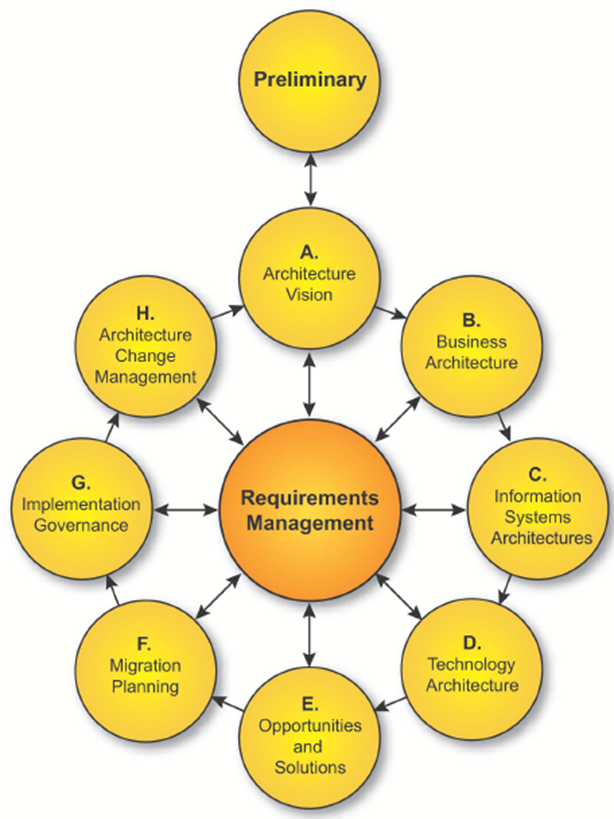 Preliminary
A.
Architecture
Vision
B.
Business
Architecture
C.
Information
Systems
Architectures
D.
Technology
Architecture
E.
Opportunities
and
Solutions
F.
Migration
Planning
G.
Implementation
Governance
H.
Architecture
Change
Management
Requirements
Management